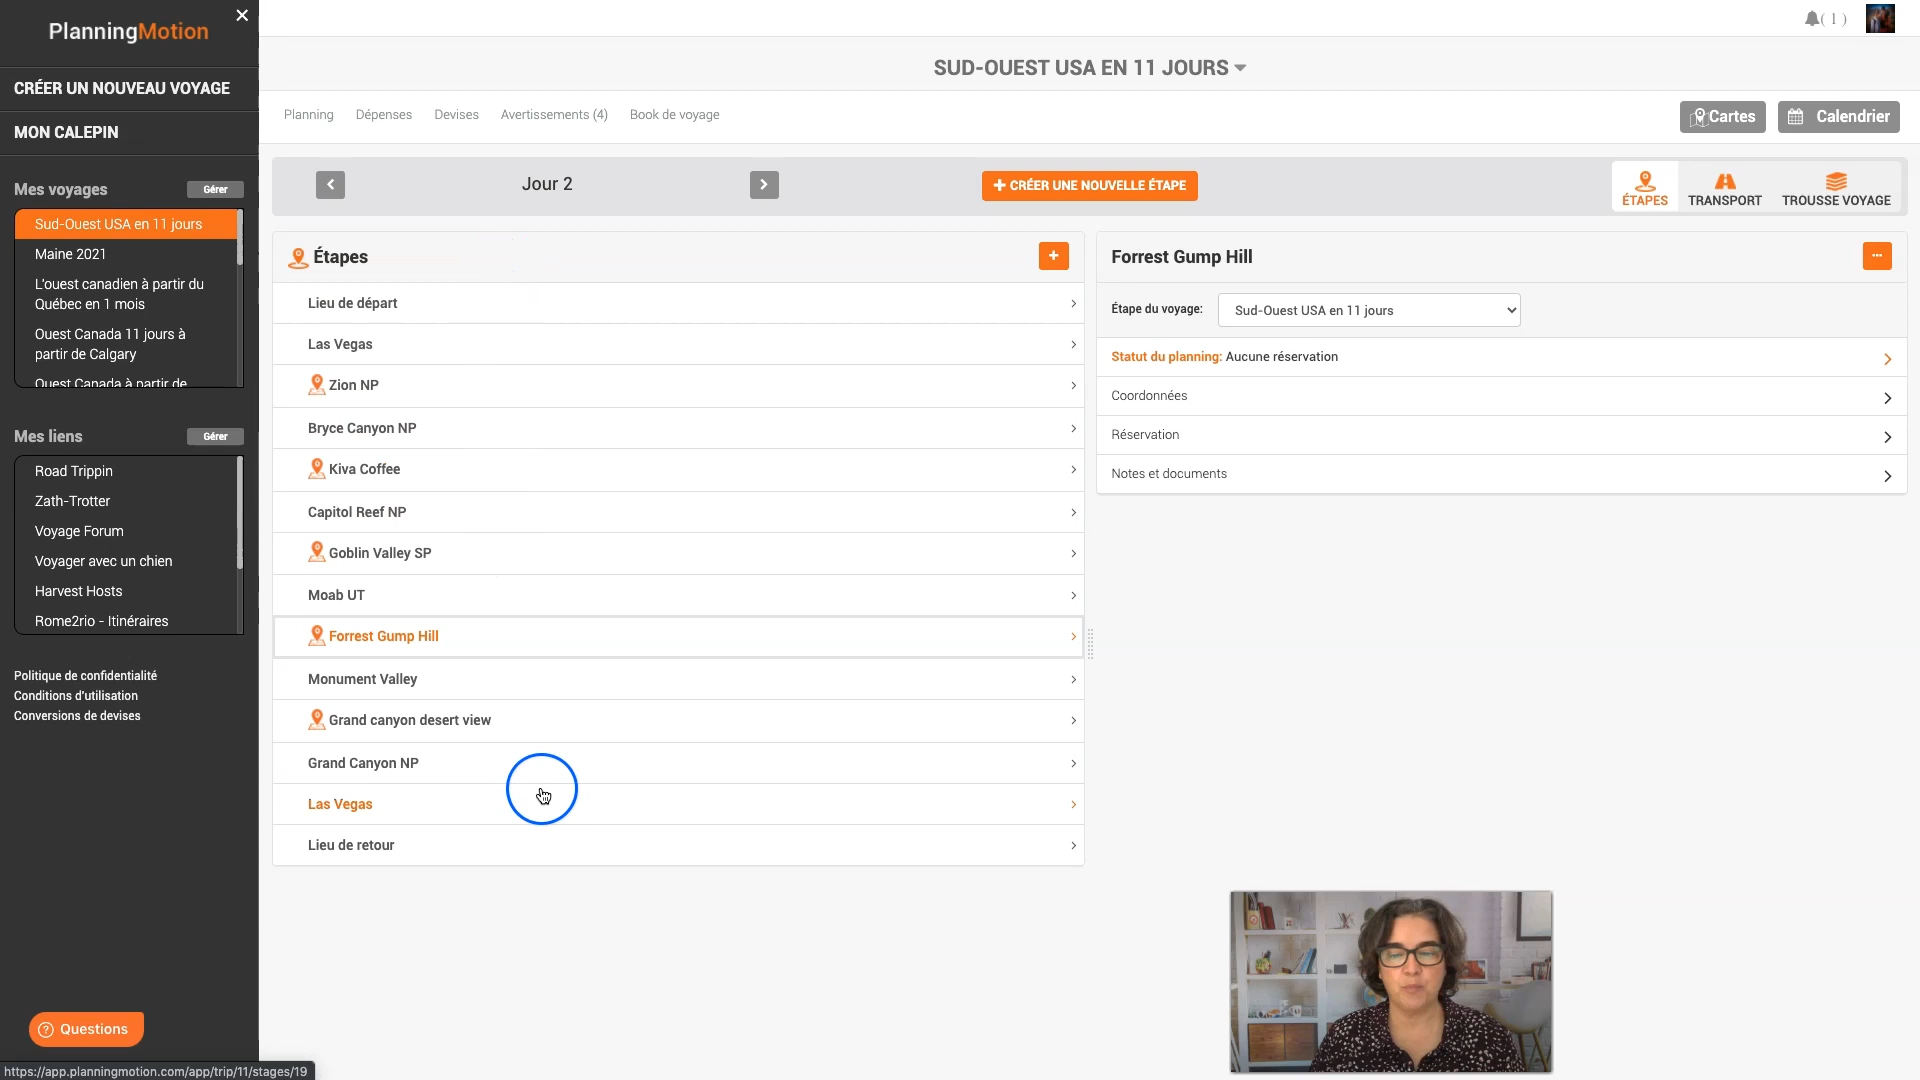 PlanningMotion
CRÉER UN NOUVEAU VOYAGE
MON CALEPIN
Mes voyages
Gérer
Sud-Ouest USA en 11 jours
Maine 2021
L'ouest canadien à partir du
Québec en 1 mois
Ouest Canada 11 jours à
partir de Calgary
Ouest Canada à partir de
Mes liens
Gérer
Road Trippin
Zath-Trotter
Voyage Forum
Voyager avec un chien
Harvest Hosts
Rome2rio - Itinéraires
Politique de confidentialité
Conditions d'utilisation
Conversions de devises
Questions
https://app.planningmotion.com/app/trip/11/stages/19
( 1 )
SUD-OUEST USA EN 11 JOURS
Planning
Dépenses
Devises
Avertissements (4)
Book de voyage
Cartes
Calendrier
Jour 2
CRÉER UNE NOUVELLE ÉTAPE
ÉTAPES
TRANSPORT
TROUSSE VOYAGE
Étapes
Lieu de départ
Las Vegas
Zion NP
Bryce Canyon NP
Kiva Coffee
Capitol Reef NP
Goblin Valley SP
Moab UT
Forrest Gump Hill
Monument Valley
Grand canyon desert view
Grand Canyon NP
Las Vegas
Lieu de retour
Forrest Gump Hill
Étape du voyage:
Sud-Ouest USA en 11 jours
Statut du planning: Aucune réservation
Coordonnées
Réservation
Notes et documents